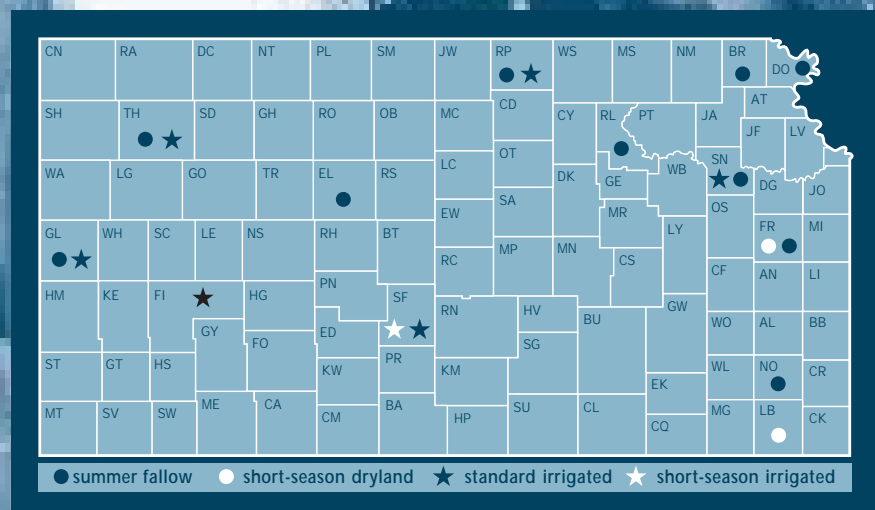 CN RA DC NT PL SM JW RP WS MS NM BR DO
SH TH SD GH RO OB MC CD CY RL PT JA AT
JF LV
WA LG GO TR EL RS LC OT DK GE WB SN DG JO
GL WH SC LE NS RH BT EW SA MR OS
RC MP MN CS LY FR MI
HM KE FI HG PN SF CF AN LI
GY FO ED RN HV BU GW WO AL BB
ST GT HS KW PR KM SG WL NO CR
MT SV SW ME CA CM BA HP SU CL EK CQ MG LB CK
summer fallow short-season dryland standard irrigated short-season irrigated